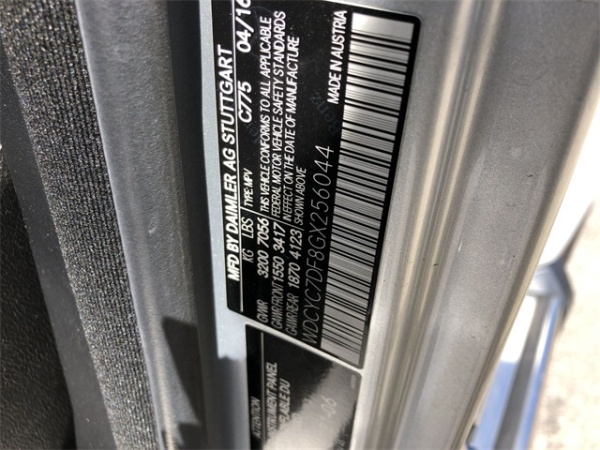 MFD BY DAIMLER AG STUTTGART
C775 04/16
KG LBS TYPE: MPV
GVWR 3200 7056 THIS VEHICLE CONFORMS TO ALL APPLICABLE
GAWR FRONT 1550 3417 FEDERAL MOTOR VEHICLE SAFETY STANDARDS
GAWR REAR 1870 4123 IN EFFECT ON THE DATE OF MANUFACTURE
SHOWN ABOVE
MADE IN AUSTRIA
WDCYC7DF8GX256044
ATTENTION
INSTRUMENT PANEL